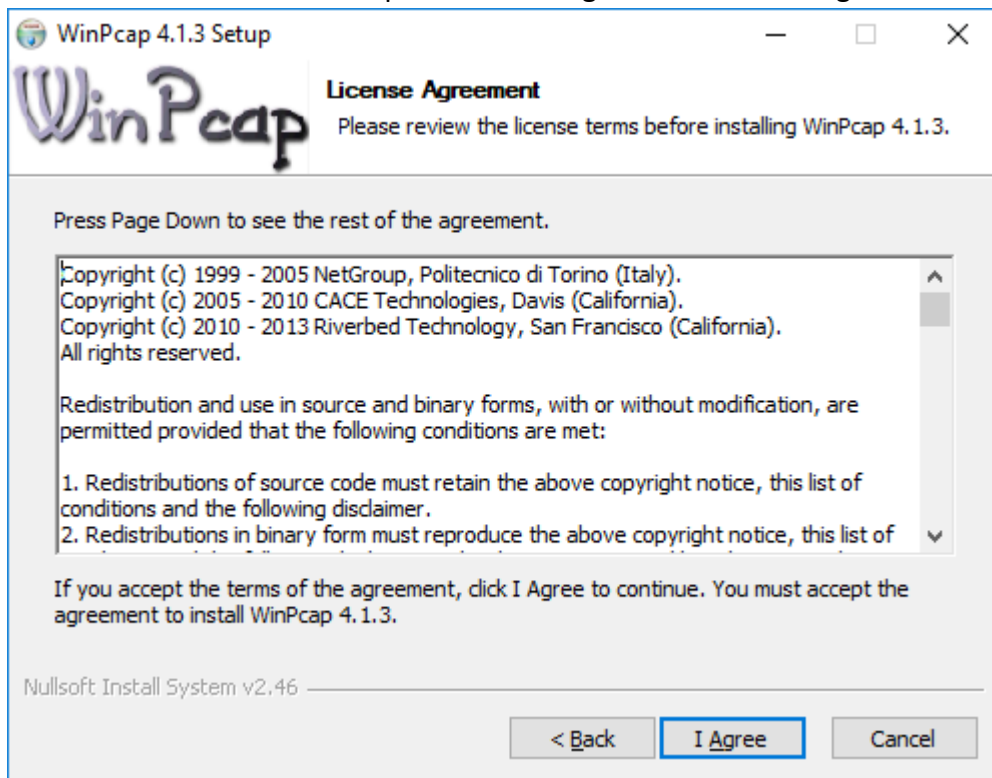 WinPcap 4.1.3 Setup
WinPcap
License Agreement
Please review the license terms before installing WinPcap 4.1.3.
Press Page Down to see the rest of the agreement.
Copyright (c) 1999 - 2005 NetGroup, Politecnico di Torino (Italy).
Copyright (c) 2005 - 2010 CACE Technologies, Davis (California).
Copyright (c) 2010 - 2013 Riverbed Technology, San Francisco (California).
All rights reserved.
Redistribution and use in source and binary forms, with or without modification, are
permitted provided that the following conditions are met:
1. Redistributions of source code must retain the above copyright notice, this list of
conditions and the following disclaimer.
2. Redistributions in binary form must reproduce the above copyright notice, this list of
If you accept the terms of the agreement, click I Agree to continue. You must accept the
agreement to install WinPcap 4.1.3.
Nullsoft Install System v2.46
< Back
I Agree
Cancel